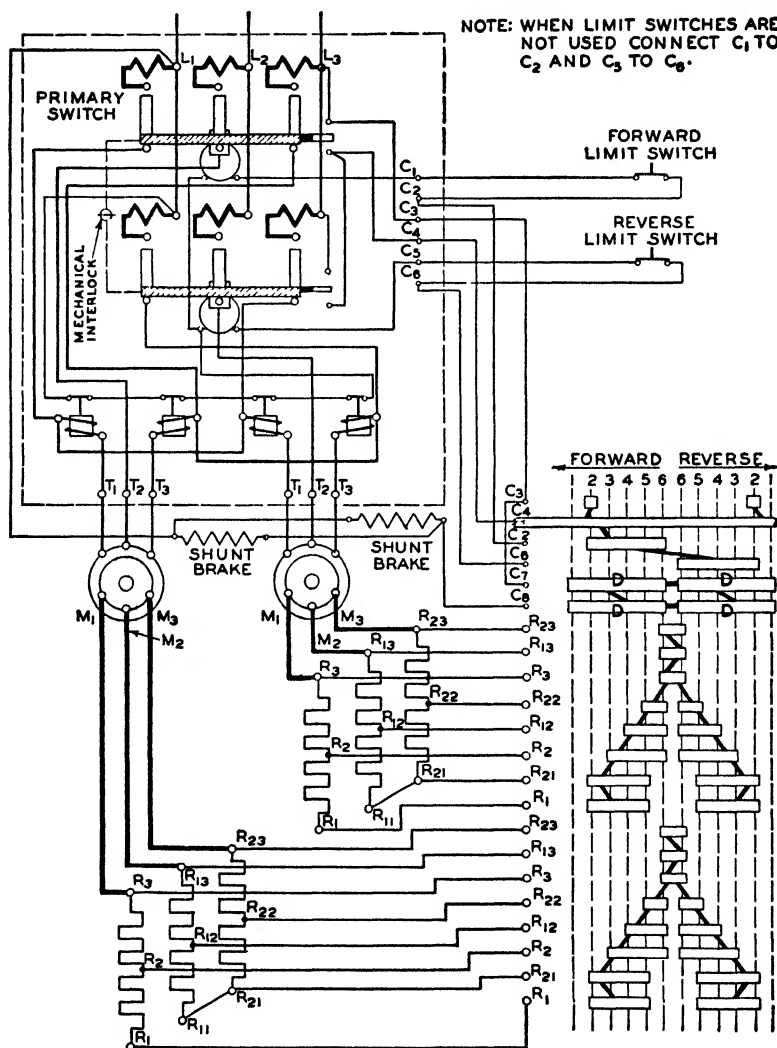 NOTE: WHEN LIMIT SWITCHES ARE
NOT USED CONNECT C1 TO
C2 AND C5 TO C6.
L1 L2 L3
PRIMARY
SWITCH
MECHANICAL
INTERLOCK
FORWARD
LIMIT SWITCH
C1
C2
C3
C4
REVERSE
LIMIT SWITCH
C5
C6
T1 T2 T3
T1 T2 T3
SHUNT
BRAKE
SHUNT
BRAKE
M1 M2 M3
M1 M2 M3
FORWARD REVERSE
2 3 4 5 6 6 5 4 3 2
C3
C4
C2
C6
C7
C8
D D
D D
R23
R13
R3
R22
R12
R2
R21
R11
R1
R23
R13
R3
R22
R12
R2
R21
R1
R23
R13
R3
R22
R12
R2
R21
R11
R1
R23
R13
R3
R22
R12
R2
R21
R1